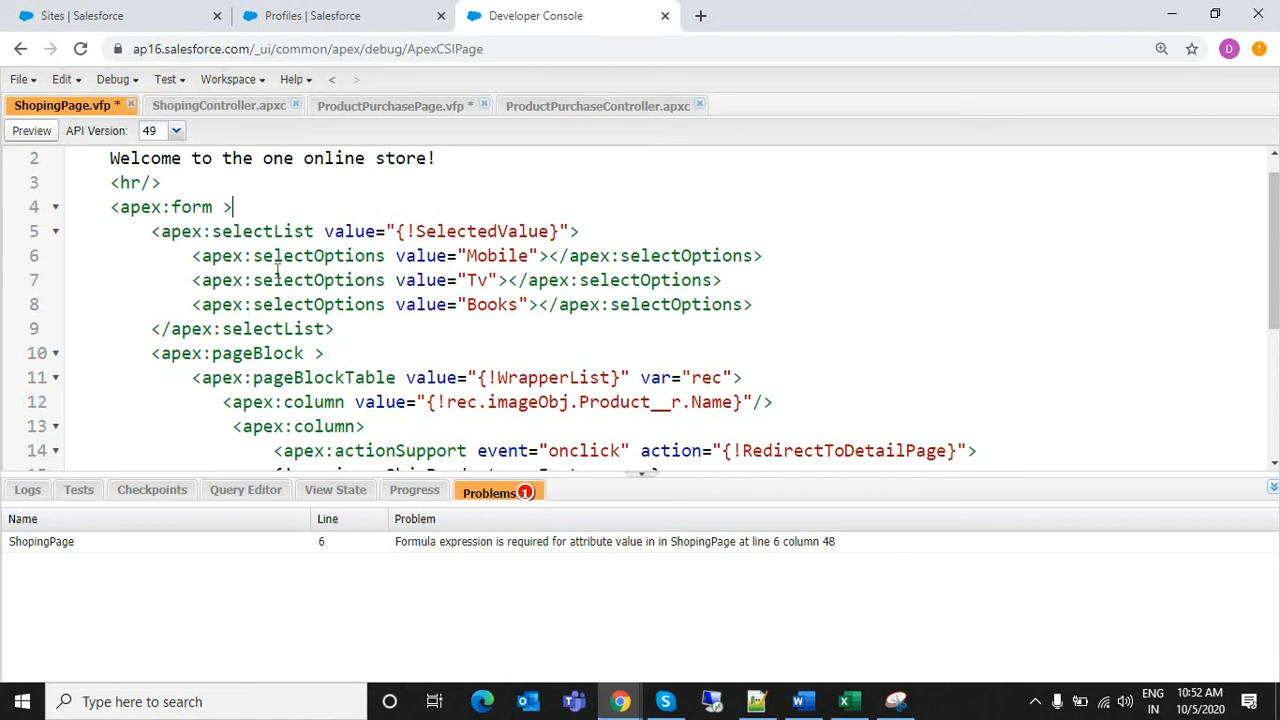 Sites | Salesforce
Profiles | Salesforce
Developer Console
ap16.salesforce.com/_ui/common/apex/debug/ApexCSIPage
D
File Edit Debug Test Workspace Help < >
ShopingPage.vfp *
ShopingController.apxc
ProductPurchasePage.vfp *
ProductPurchaseController.apxc
Preview API Version: 49
2 Welcome to the one online store!
3 <hr/>
4 <apex:form >
5 <apex:selectList value="{!SelectedValue}">
6 <apex:selectOptions value="Mobile"></apex:selectOptions>
7 <apex:selectOptions value="Tv"></apex:selectOptions>
8 <apex:selectOptions value="Books"></apex:selectOptions>
9 </apex:selectList>
10 <apex:pageBlock >
11 <apex:pageBlockTable value="{!WrapperList}" var="rec">
12 <apex:column value="{!rec.imageObj.Product__r.Name}"/>
13 <apex:column>
14 <apex:actionSupport event="onclick" action="{!RedirectToDetailPage}">
Logs Tests Checkpoints Query Editor View State Progress Problems 1
Name Line Problem
ShopingPage 6 Formula expression is required for attribute value in in ShopingPage at line 6 column 48
Type here to search
ENG
IN
10:52 AM
10/5/2020